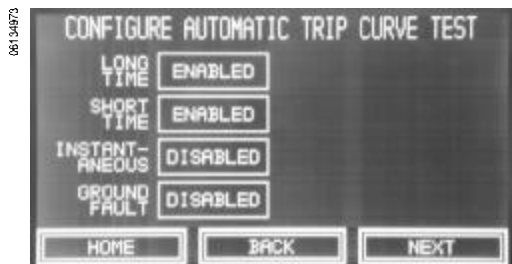 06134973
CONFIGURE AUTOMATIC TRIP CURVE TEST
LONG
TIME
ENABLED
SHORT
TIME
ENABLED
INSTANT-
ANEOUS
DISABLED
GROUND
FAULT
DISABLED
HOME
BACK
NEXT